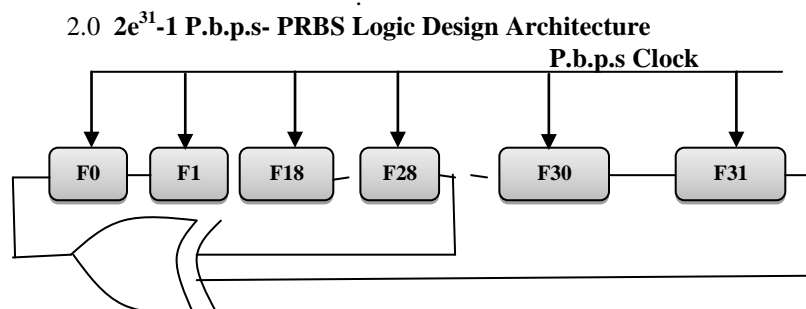 2.0 2e31-1 P.b.p.s- PRBS Logic Design Architecture
P.b.p.s Clock
F0 F1 F18 F28 F30 F31